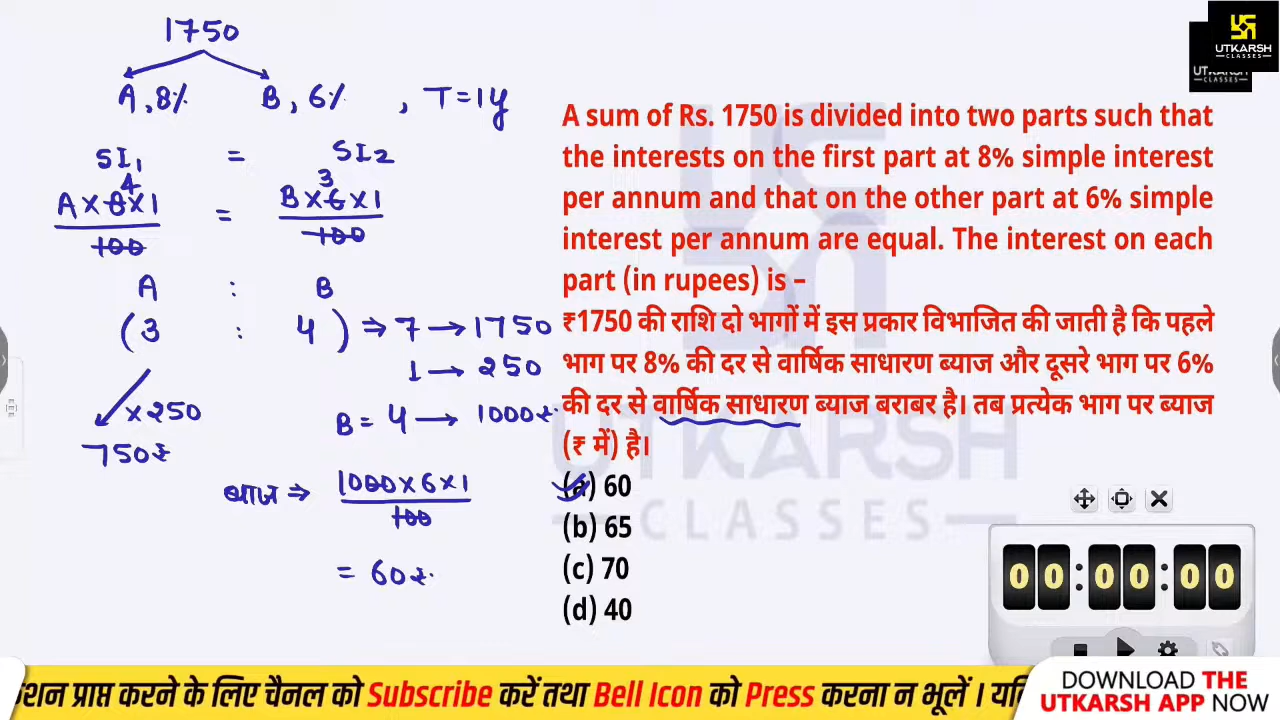 1750
A, 8%   B, 6%   , T=1y
SI₁ = SI₂
4   3
A×8×1 = B×6×1
100   100
A : B
(3 : 4) ⇒ 7 → 1750
1 → 250
×250
B = 4 → 1000₹.
750₹
ब्याज ⇒ 1000×6×1
100
= 60₹.
UTKARSH
CLASSES
UTKARSH
CLASSES
A sum of Rs. 1750 is divided into two parts such that
the interests on the first part at 8% simple interest
per annum and that on the other part at 6% simple
interest per annum are equal. The interest on each
part (in rupees) is –
₹1750 की राशि दो भागों में इस प्रकार विभाजित की जाती है कि पहले
भाग पर 8% की दर से वार्षिक साधारण ब्याज और दूसरे भाग पर 6%
की दर से वार्षिक साधारण ब्याज बराबर है। तब प्रत्येक भाग पर ब्याज
(₹ में) है।
(a) 60
(b) 65
(c) 70
(d) 40
UTKARSH
CLASSES
00:00:00
शन प्राप्त करने के लिए चैनल को Subscribe करें तथा Bell Icon को Press करना न भूलें । यदि
DOWNLOAD THE
UTKARSH APP NOW